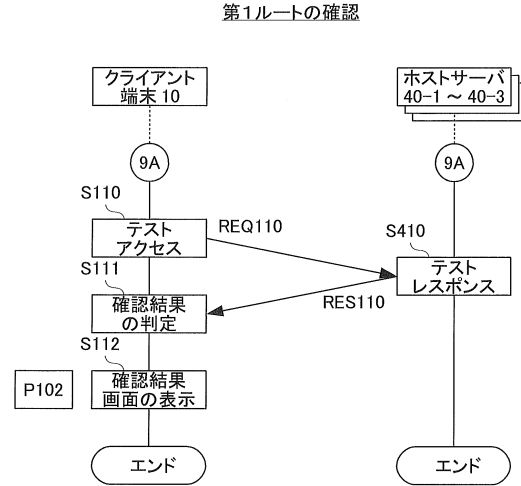 第1ルートの確認
クライアント
端末10
ホストサーバ
40-1～40-3
9A
9A
S110
テスト
アクセス
REQ110
S410
テスト
レスポンス
S111
RES110
確認結果
の判定
S112
P102
確認結果
画面の表示
エンド
エンド